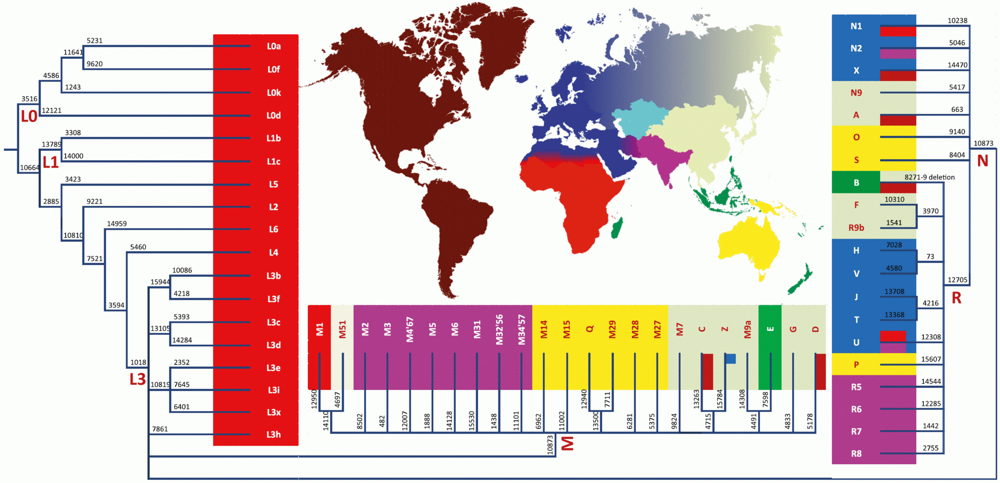 5231
L0a
11641
9620
L0f
4586
1243
L0k
3516
L0
12121
L0d
3308
L1b
13789
14000
L1c
L1
10664
3423
L5
2885
9221
L2
10810
14959
L6
7521
5460
L4
10086
L3b
15944
4218
L3f
3594
5393
L3c
13105
14284
L3d
1018
L3
2352
L3e
10819
7645
L3i
6401
L3x
7861
L3h
M1
M51
M2
M3
M4'67
M5
M6
M31
M32'56
M34'57
M14
M15
Q
M29
M28
M27
M7
C
Z
M9a
E
G
D
12950
4697
12940
7711
13263
15784
14308
7598
14110
8502
482
12007
1888
14128
15530
1438
11101
6962
11002
13500
6281
5375
9824
4715
4491
4833
5178
10873
M
N1
10238
N2
5046
X
14470
N9
5417
A
663
O
9140
10873
S
8404
N
B
8271-9 deletion
F
10310
3970
R9b
1541
H
7028
73
V
4580
12705
R
J
13708
4216
T
13368
U
12308
P
15607
R5
14544
R6
12285
R7
1442
R8
2755